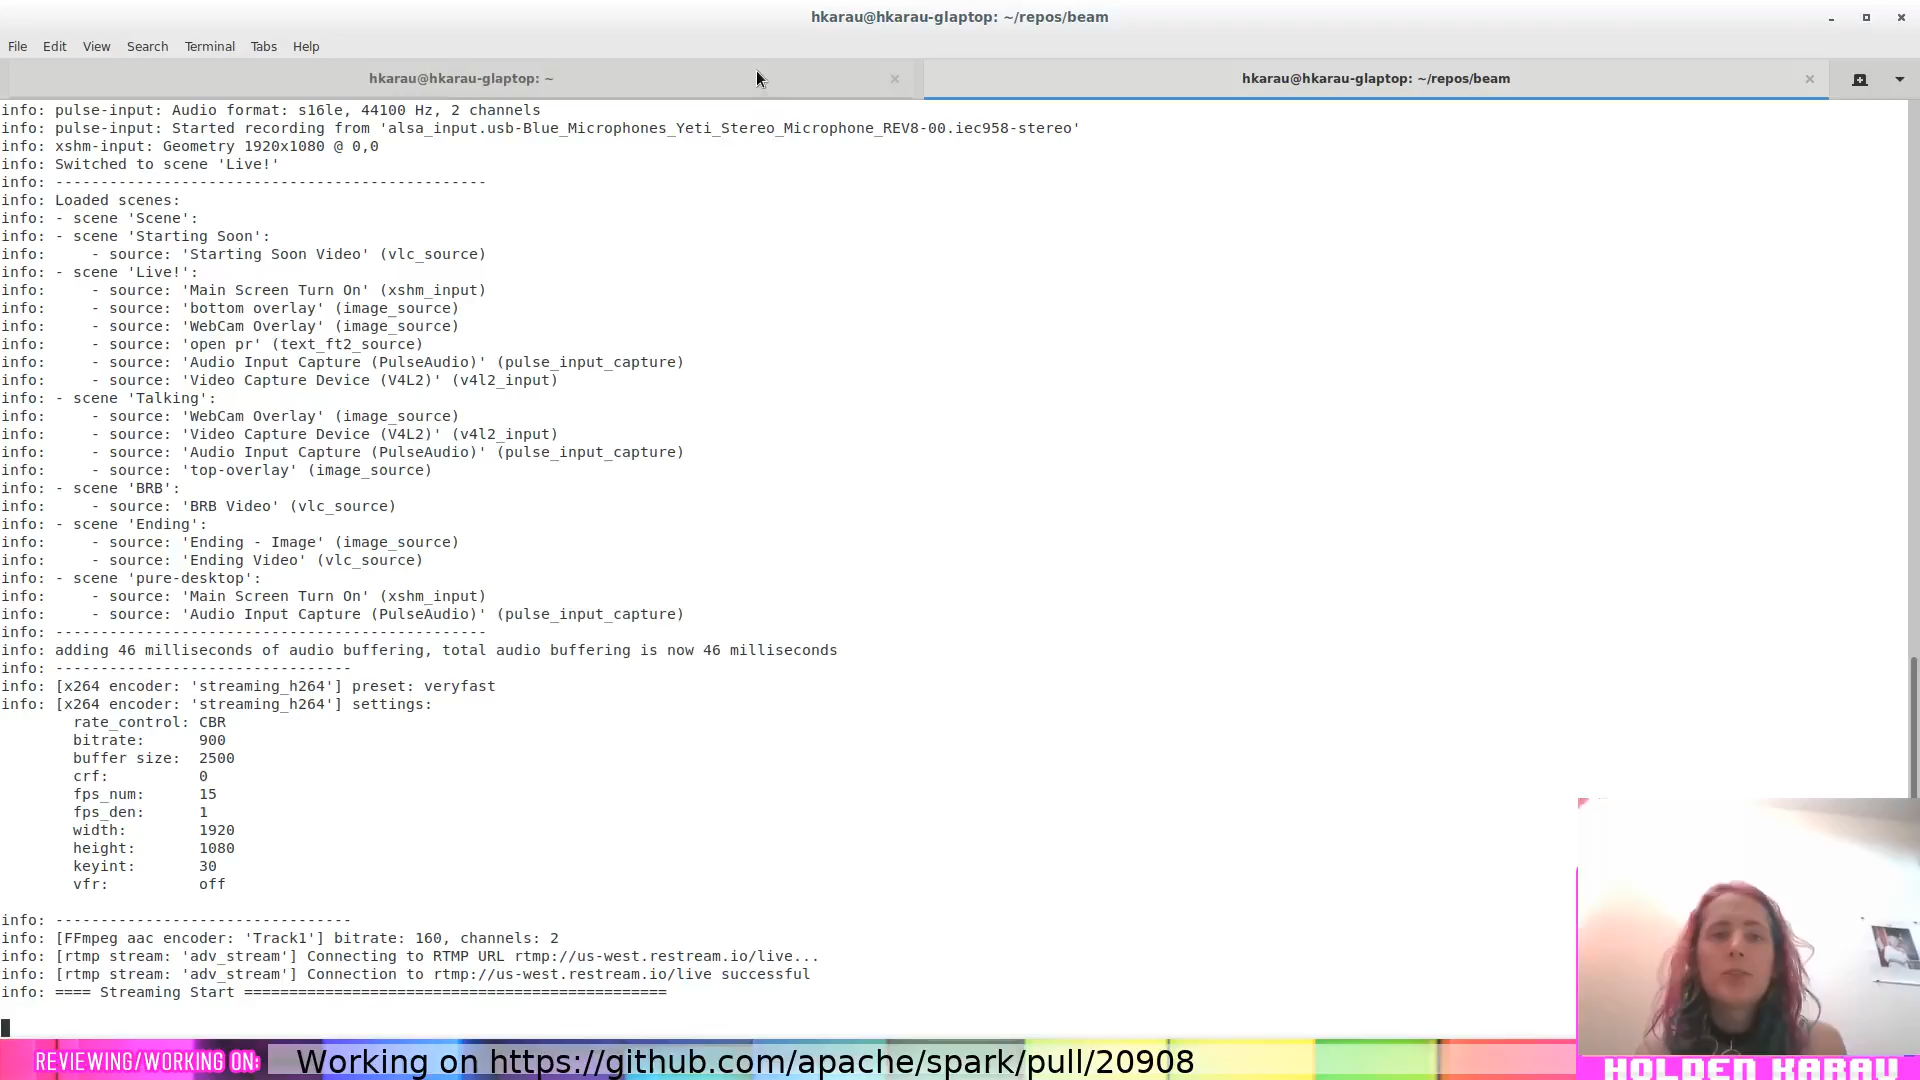 hkarau@hkarau-glaptop: ~/repos/beam
File Edit View Search Terminal Tabs Help
hkarau@hkarau-glaptop: ~
hkarau@hkarau-glaptop: ~/repos/beam
info: pulse-input: Audio format: s16le, 44100 Hz, 2 channels
info: pulse-input: Started recording from 'alsa_input.usb-Blue_Microphones_Yeti_Stereo_Microphone_REV8-00.iec958-stereo'
info: xshm-input: Geometry 1920x1080 @ 0,0
info: Switched to scene 'Live!'
info: ------------------------------------------------
info: Loaded scenes:
info: - scene 'Scene':
info: - scene 'Starting Soon':
info:     - source: 'Starting Soon Video' (vlc_source)
info: - scene 'Live!':
info:     - source: 'Main Screen Turn On' (xshm_input)
info:     - source: 'bottom overlay' (image_source)
info:     - source: 'WebCam Overlay' (image_source)
info:     - source: 'open pr' (text_ft2_source)
info:     - source: 'Audio Input Capture (PulseAudio)' (pulse_input_capture)
info:     - source: 'Video Capture Device (V4L2)' (v4l2_input)
info: - scene 'Talking':
info:     - source: 'WebCam Overlay' (image_source)
info:     - source: 'Video Capture Device (V4L2)' (v4l2_input)
info:     - source: 'Audio Input Capture (PulseAudio)' (pulse_input_capture)
info:     - source: 'top-overlay' (image_source)
info: - scene 'BRB':
info:     - source: 'BRB Video' (vlc_source)
info: - scene 'Ending':
info:     - source: 'Ending - Image' (image_source)
info:     - source: 'Ending Video' (vlc_source)
info: - scene 'pure-desktop':
info:     - source: 'Main Screen Turn On' (xshm_input)
info:     - source: 'Audio Input Capture (PulseAudio)' (pulse_input_capture)
info: ------------------------------------------------
info: adding 46 milliseconds of audio buffering, total audio buffering is now 46 milliseconds
info: ---------------------------------
info: [x264 encoder: 'streaming_h264'] preset: veryfast
info: [x264 encoder: 'streaming_h264'] settings:
rate_control: CBR
bitrate:      900
buffer size:  2500
crf:          0
fps_num:      15
fps_den:      1
width:        1920
height:       1080
keyint:       30
vfr:          off
info: ---------------------------------
info: [FFmpeg aac encoder: 'Track1'] bitrate: 160, channels: 2
info: [rtmp stream: 'adv_stream'] Connecting to RTMP URL rtmp://us-west.restream.io/live...
info: [rtmp stream: 'adv_stream'] Connection to rtmp://us-west.restream.io/live successful
info: ==== Streaming Start ===============================================
REVIEWING/WORKING ON: Working on https://github.com/apache/spark/pull/20908
HOLDEN KARAU